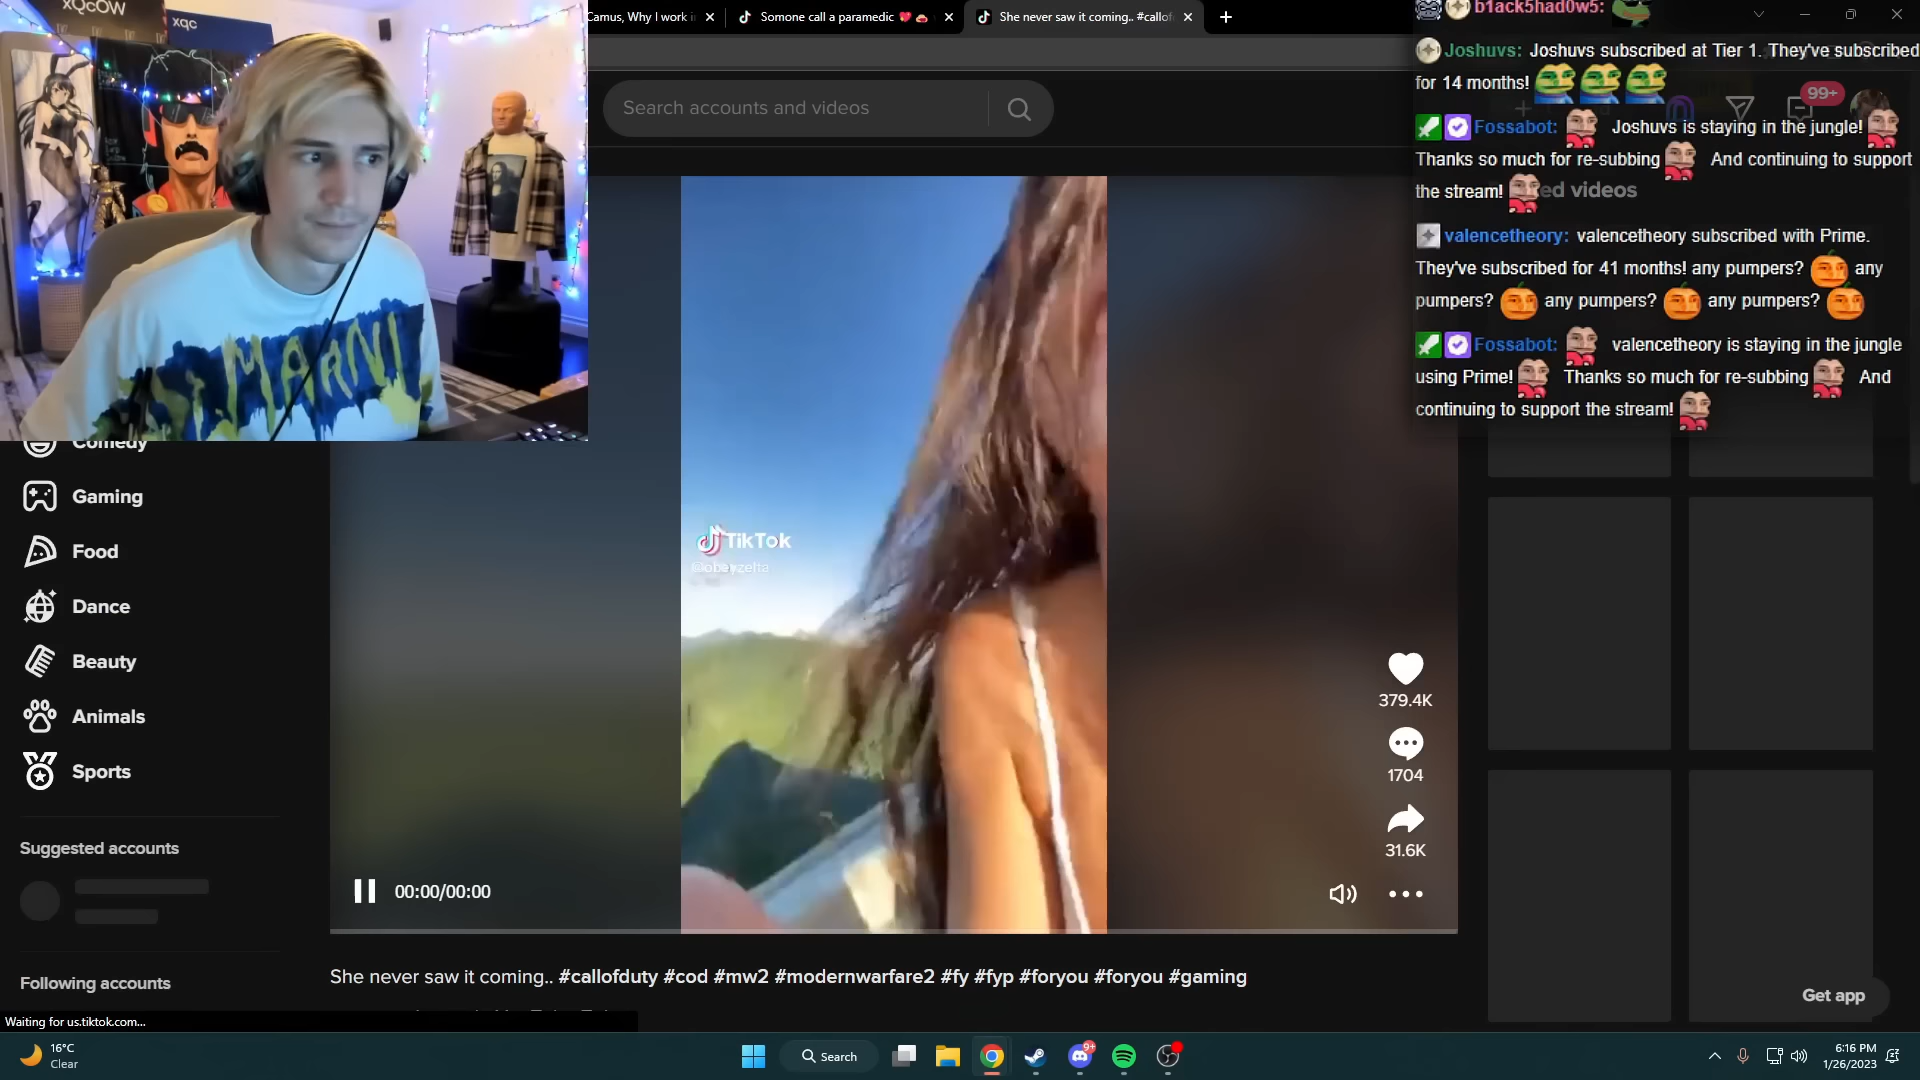 xQcOW
xqc
MAANI
Camus, Why I work i
Somone call a paramedic
She never saw it coming.. #callof
Search accounts and videos
b1ack5had0w5:
Joshuvs: Joshuvs subscribed at Tier 1. They've subscribed
for 14 months!
99+
Fossabot: Joshuvs is staying in the jungle!
Thanks so much for re-subbing And continuing to support
the stream!
ed videos
valencetheory: valencetheory subscribed with Prime.
They've subscribed for 41 months! any pumpers? any
pumpers? any pumpers? any pumpers?
Fossabot: valencetheory is staying in the jungle
using Prime! Thanks so much for re-subbing And
continuing to support the stream!
Comedy
Gaming
Food
Dance
Beauty
Animals
Sports
Suggested accounts
Following accounts
TikTok
@obeyzelta
379.4K
1704
31.6K
00:00/00:00
She never saw it coming.. #callofduty #cod #mw2 #modernwarfare2 #fy #fyp #foryou #foryou #gaming
Get app
Waiting for us.tiktok.com...
16°C
Clear
Search
9+
6:16 PM
1/26/2023